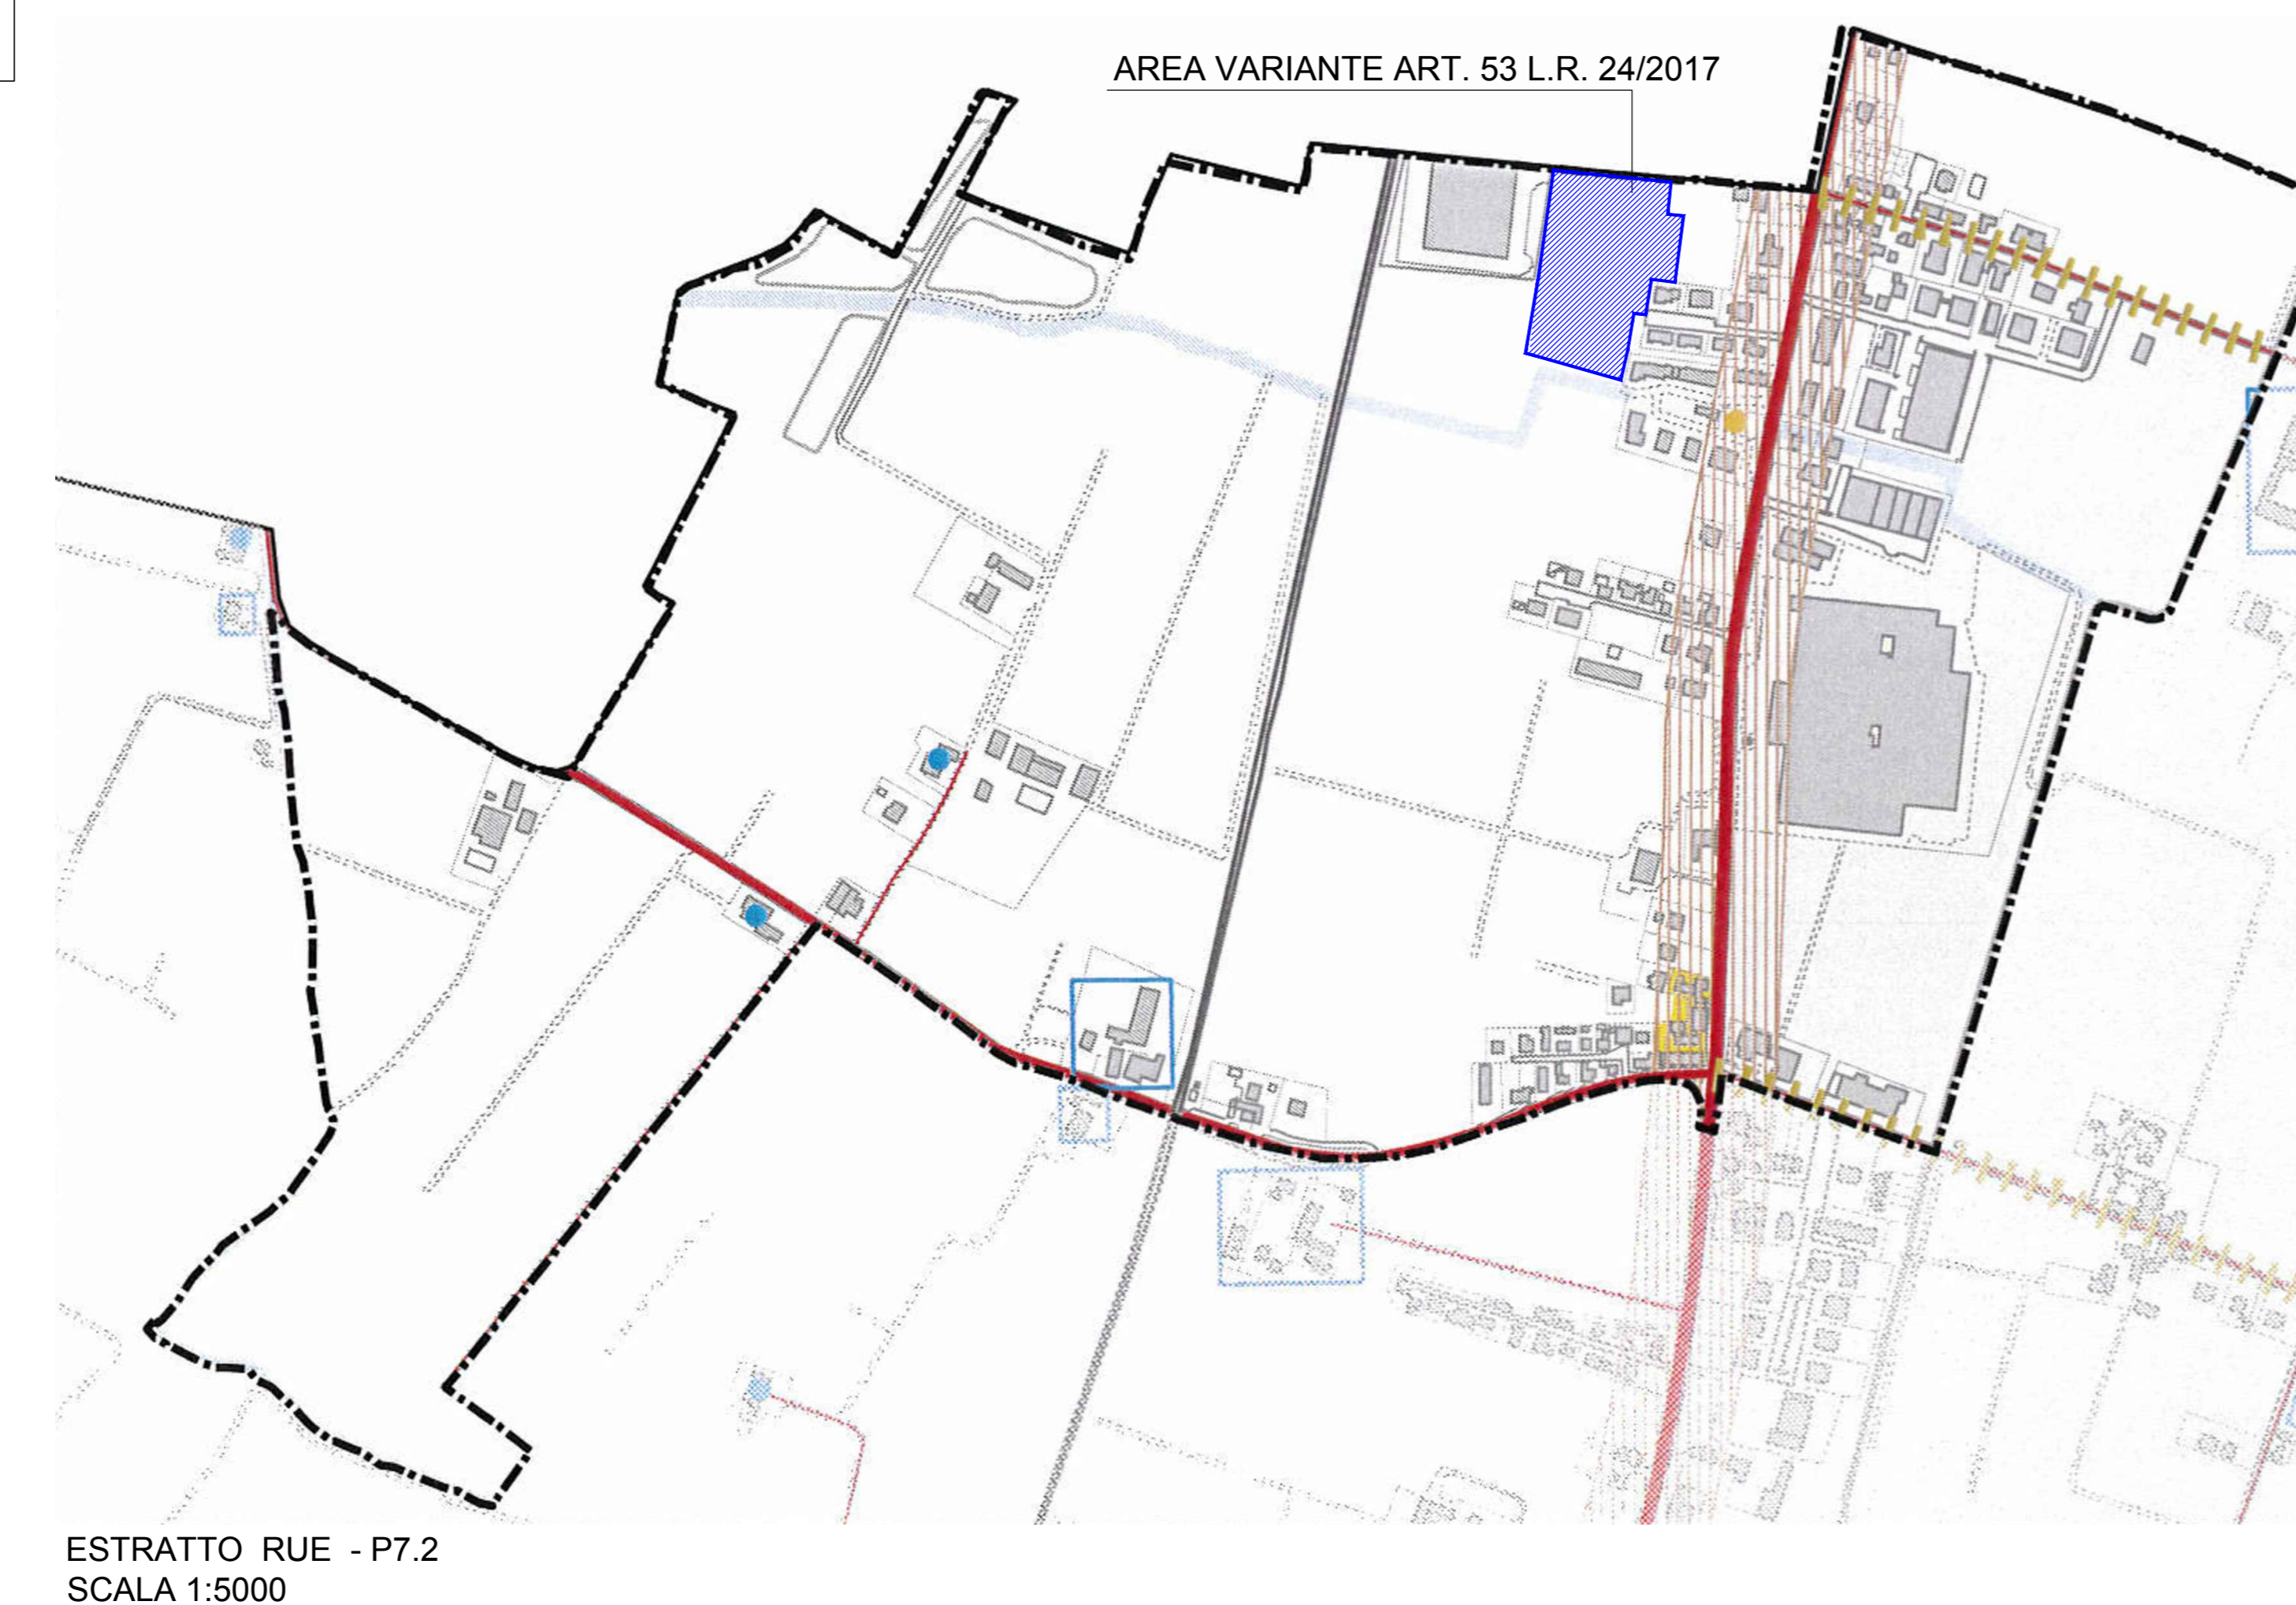 AREA VARIANTE ART. 53 L.R. 24/2017
ESTRATTO RUE - P7.2
SCALA 1:5000